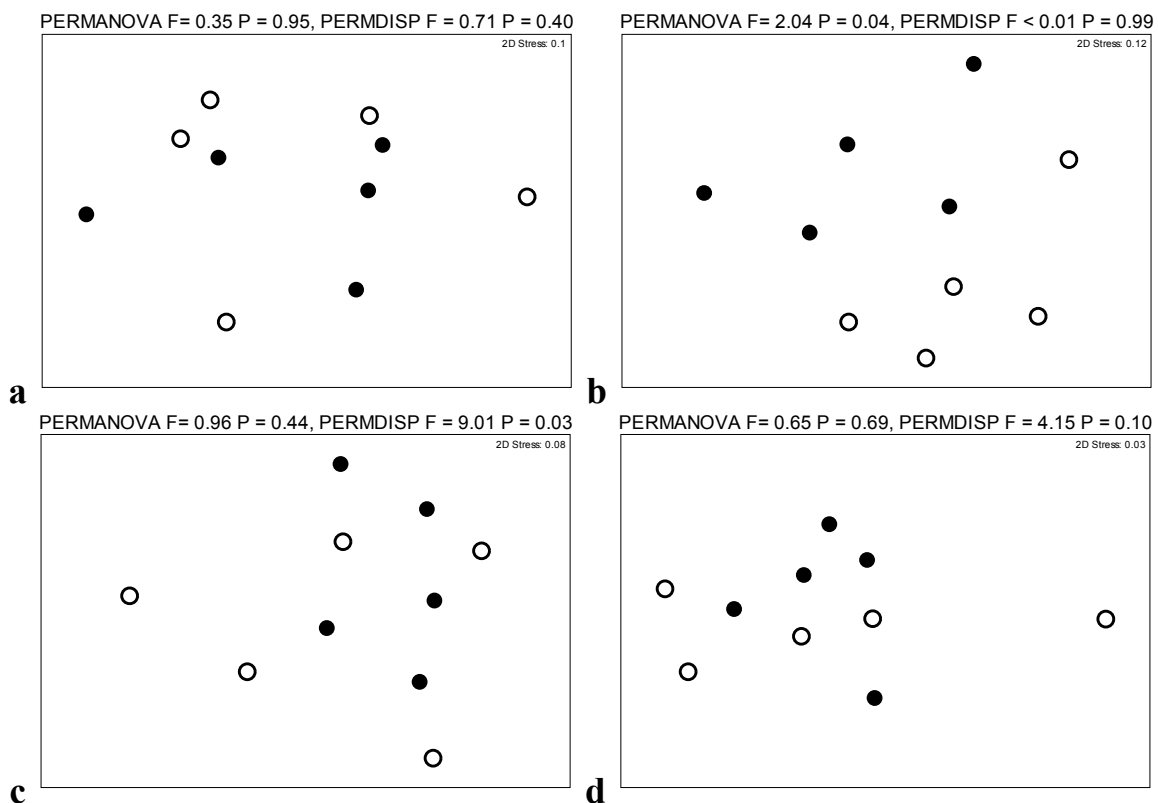 PERMANOVA F= 0.35 P = 0.95, PERMDISP F = 0.71 P = 0.40
2D Stress: 0.1
a
PERMANOVA F= 2.04 P = 0.04, PERMDISP F < 0.01 P = 0.99
2D Stress: 0.12
b
PERMANOVA F= 0.96 P = 0.44, PERMDISP F = 9.01 P = 0.03
2D Stress: 0.08
c
PERMANOVA F= 0.65 P = 0.69, PERMDISP F = 4.15 P = 0.10
2D Stress: 0.03
d